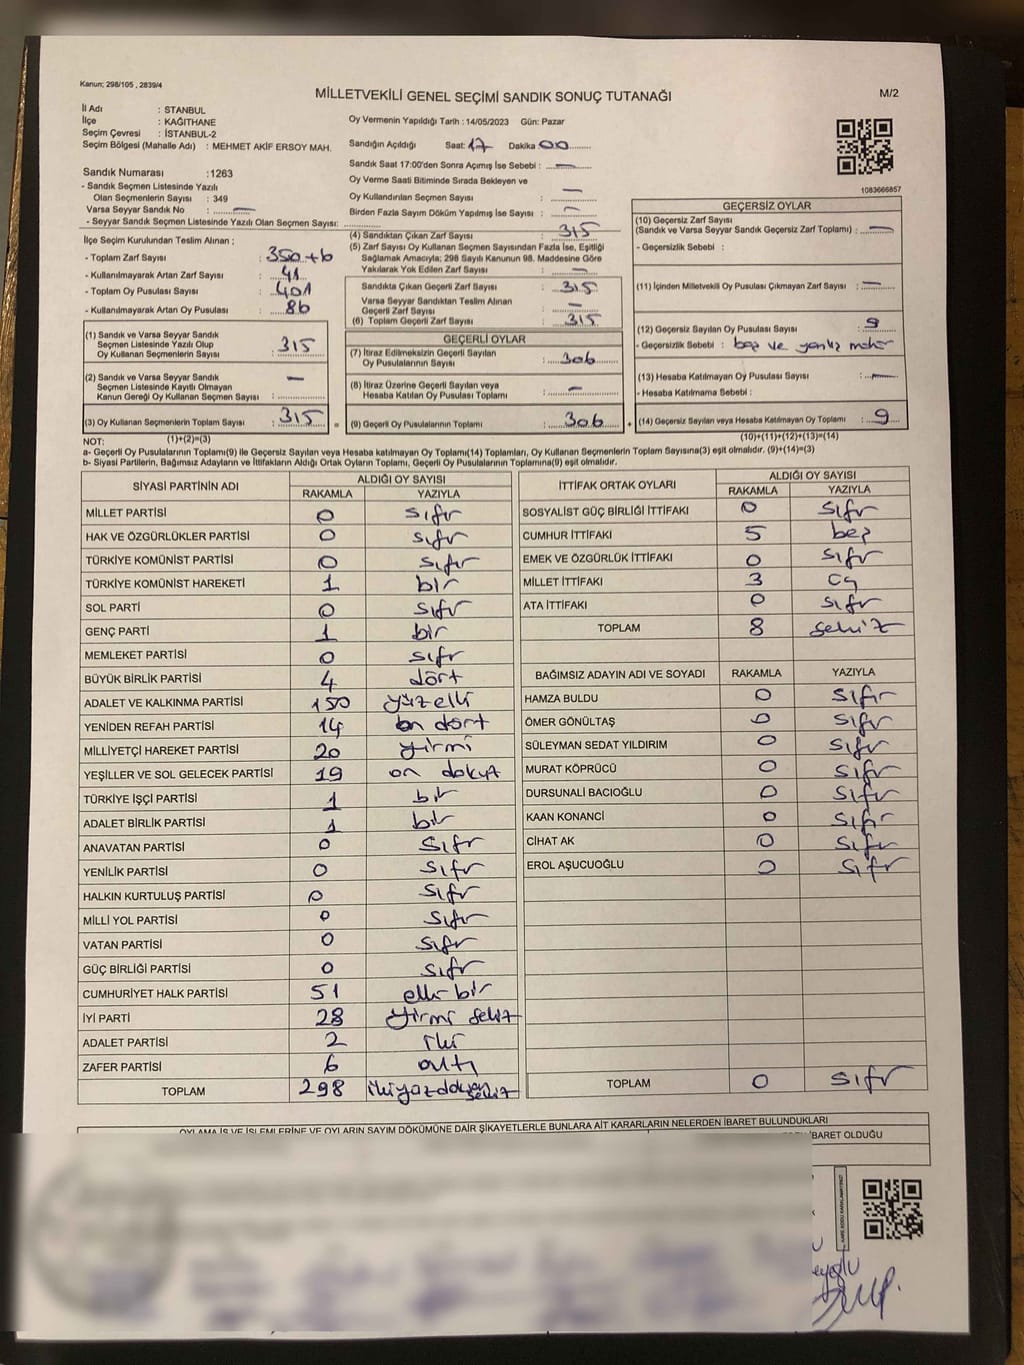 Kanun; 298/105 , 2839/4
MİLLETVEKİLİ GENEL SEÇİMİ SANDIK SONUÇ TUTANAĞI
M/2
İl Adı : STANBUL
İlçe : KAĞITHANE
Seçim Çevresi : İSTANBUL-2
Seçim Bölgesi (Mahalle Adı) : MEHMET AKİF ERSOY MAH.
Oy Vermenin Yapıldığı Tarih : 14/05/2023 Gün: Pazar
Sandığın Açıldığı Saat: 17 Dakika 00
Sandık Saat 17:00'den Sonra Açımış İse Sebebi : —
Oy Verme Saati Bitiminde Sırada Bekleyen ve
Oy Kullandırılan Seçmen Sayısı : —
Birden Fazla Sayım Döküm Yapılmış İse Sayısı : —
1083666857
Sandık Numarası :1263
- Sandık Seçmen Listesinde Yazılı
Olan Seçmenlerin Sayısı : 349
Varsa Seyyar Sandık No : —
- Seyyar Sandık Seçmen Listesinde Yazılı Olan Seçmen Sayısı:
İlçe Seçim Kurulundan Teslim Alınan ;
- Toplam Zarf Sayısı : 350+b
- Kullanılmayarak Artan Zarf Sayısı : 41
- Toplam Oy Pusulası Sayısı : 401
- Kullanılmayarak Artan Oy Pusulası : 86
(1) Sandık ve Varsa Seyyar Sandık
Seçmen Listesinde Yazılı Olup
Oy Kullanan Seçmenlerin Sayısı : 315
(2) Sandık ve Varsa Seyyar Sandık
Seçmen Listesinde Kayıtlı Olmayan
Kanun Gereği Oy Kullanan Seçmen Sayısı : —
(3) Oy Kullanan Seçmenlerin Toplam Sayısı : 315
(4) Sandıktan Çıkan Zarf Sayısı : 315
(5) Zarf Sayısı Oy Kullanan Seçmen Sayısından Fazla İse, Eşitliği
Sağlamak Amacıyla; 298 Sayılı Kanunun 98. Maddesine Göre
Yakılarak Yok Edilen Zarf Sayısı : —
Sandıkta Çıkan Geçerli Zarf Sayısı : 315
Varsa Seyyar Sandıktan Teslim Alınan
Geçerli Zarf Sayısı : —
(6) Toplam Geçerli Zarf Sayısı : 315
GEÇERLİ OYLAR
(7) İtiraz Edilmeksizin Geçerli Sayılan
Oy Pusulalarının Sayısı : 306
(8) İtiraz Üzerine Geçerli Sayılan veya
Hesaba Katılan Oy Pusulası Toplamı : —
(9) Geçerli Oy Pusulalarının Toplamı : 306
GEÇERSİZ OYLAR
(10) Geçersiz Zarf Sayısı
(Sandık ve Varsa Seyyar Sandık Geçersiz Zarf Toplamı) : —
- Geçersizlik Sebebi :
(11) İçinden Milletvekili Oy Pusulası Çıkmayan Zarf Sayısı : —
(12) Geçersiz Sayılan Oy Pusulası Sayısı : 9
- Geçersizlik Sebebi :
(13) Hesaba Katılmayan Oy Pusulası Sayısı : —
- Hesaba Katılmama Sebebi :
(14) Geçersiz Sayılan veya Hesaba Katılmayan Oy Toplamı : 9
NOT: (1)+(2)=(3) (10)+(11)+(12)+(13)=(14)
a- Geçerli Oy Pusulalarının Toplamı(9) ile Geçersiz Sayılan veya Hesaba katılmayan Oy Toplamı(14) Toplamları, Oy Kullanan Seçmenlerin Toplam Sayısına(3) eşit olmalıdır. (9)+(14)=(3)
b- Siyasi Partilerin, Bağımsız Adayların ve İttifakların Aldığı Ortak Oyların Toplamı, Geçerli Oy Pusulalarının Toplamına(9) eşit olmalıdır.
SİYASİ PARTİNİN ADI ALDIĞI OY SAYISI
RAKAMLA YAZIYLA
MİLLET PARTİSİ 0 sıfır
HAK VE ÖZGÜRLÜKLER PARTİSİ 0 sıfır
TÜRKİYE KOMÜNİST PARTİSİ 0 sıfır
TÜRKİYE KOMÜNİST HAREKETİ 1 bir
SOL PARTİ 0 sıfır
GENÇ PARTİ 1 bir
MEMLEKET PARTİSİ 0 sıfır
BÜYÜK BİRLİK PARTİSİ 4 dört
ADALET VE KALKINMA PARTİSİ 150 yüzelli
YENİDEN REFAH PARTİSİ 14 on dört
MİLLİYETÇİ HAREKET PARTİSİ 20 yirmi
YEŞİLLER VE SOL GELECEK PARTİSİ 19 on dokuz
TÜRKİYE İŞÇİ PARTİSİ 1 bir
ADALET BİRLİK PARTİSİ 1 bir
ANAVATAN PARTİSİ 0 sıfır
YENİLİK PARTİSİ 0 sıfır
HALKIN KURTULUŞ PARTİSİ 0 sıfır
MİLLİ YOL PARTİSİ 0 sıfır
VATAN PARTİSİ 0 sıfır
GÜÇ BİRLİĞİ PARTİSİ 0 sıfır
CUMHURİYET HALK PARTİSİ 51 elli bir
İYİ PARTİ 28 yirmi sekiz
ADALET PARTİSİ 2 iki
ZAFER PARTİSİ 6 altı
TOPLAM 298 ikiyüzdoksan sekiz
İTTİFAK ORTAK OYLARI ALDIĞI OY SAYISI
RAKAMLA YAZIYLA
SOSYALİST GÜÇ BİRLİĞİ İTTİFAKI 0 sıfır
CUMHUR İTTİFAKI 5 beş
EMEK VE ÖZGÜRLÜK İTTİFAKI 0 sıfır
MİLLET İTTİFAKI 3 üç
ATA İTTİFAKI 0 sıfır
TOPLAM 8 sekiz
BAĞIMSIZ ADAYIN ADI VE SOYADI RAKAMLA YAZIYLA
HAMZA BULDU 0 sıfır
ÖMER GÖNÜLTAŞ 0 sıfır
SÜLEYMAN SEDAT YILDIRIM 0 sıfır
MURAT KÖPRÜCÜ 0 sıfır
DURSUNALİ BACIOĞLU 0 sıfır
KAAN KONANCİ 0 sıfır
CİHAT AK 0 sıfır
EROL AŞUCUOĞLU 0 sıfır
TOPLAM 0 sıfır
OYLAMA İŞ VE İŞLEMLERİNE VE OYLARIN SAYIM DÖKÜMÜNE DAİR ŞİKAYETLERLE BUNLARA AİT KARARLARIN NELERDEN İBARET BULUNDUKLARI
İBARET OLDUĞU